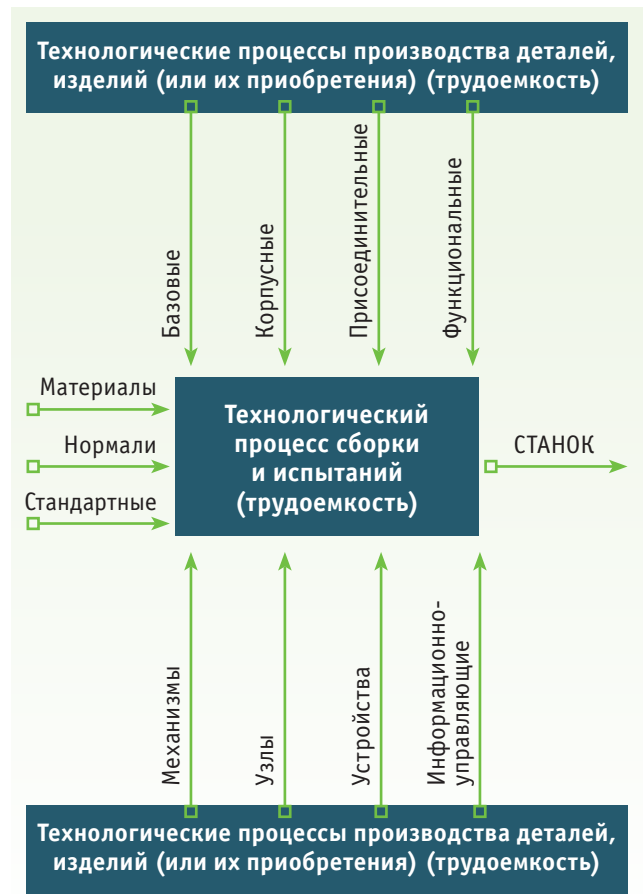 Технологические процессы производства деталей,
изделий (или их приобретения) (трудоемкость)
Базовые
Корпусные
Присоединительные
Функциональные
Материалы
Нормали
Стандартные
Технологический
процесс сборки
и испытаний
(трудоемкость)
СТАНОК
Механизмы
Узлы
Устройства
Информационно-
управляющие
Технологические процессы производства деталей,
изделий (или их приобретения) (трудоемкость)